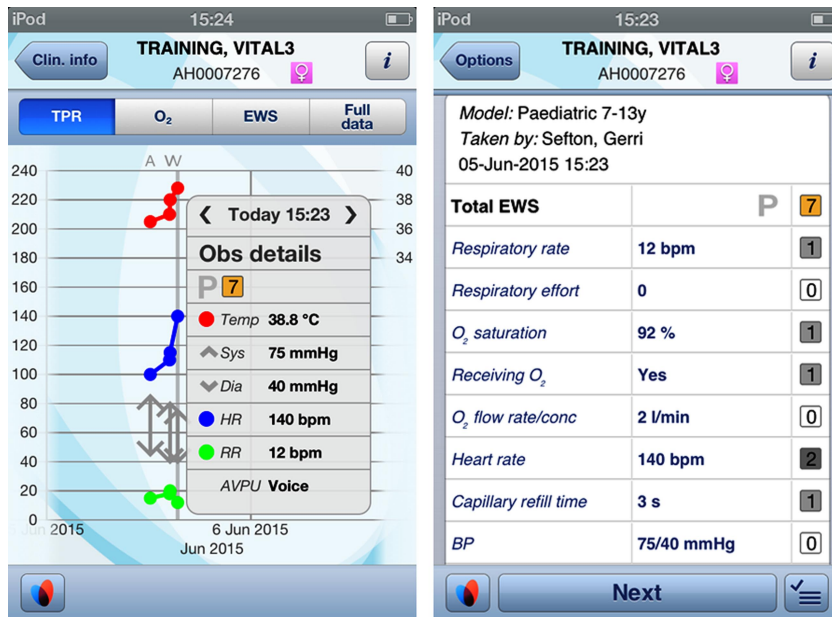 iPod 15:24
Clin. info
TRAINING, VITAL3
AH0007276
i
TPR O₂ EWS Full data
A W
240 40
220 38
200 36
180 34
160
140
120
100
80
60
40
20
0
Today 15:23
Obs details
P 7
Temp 38.8 °C
Sys 75 mmHg
Dia 40 mmHg
HR 140 bpm
RR 12 bpm
AVPU Voice
5 Jun 2015 6 Jun 2015
Jun 2015
iPod 15:23
Options
TRAINING, VITAL3
AH0007276
i
Model: Paediatric 7-13y
Taken by: Sefton, Gerri
05-Jun-2015 15:23
Total EWS P 7
Respiratory rate 12 bpm 1
Respiratory effort 0 0
O₂ saturation 92 % 1
Receiving O₂ Yes 1
O₂ flow rate/conc 2 l/min 0
Heart rate 140 bpm 2
Capillary refill time 3 s 1
BP 75/40 mmHg 0
Next